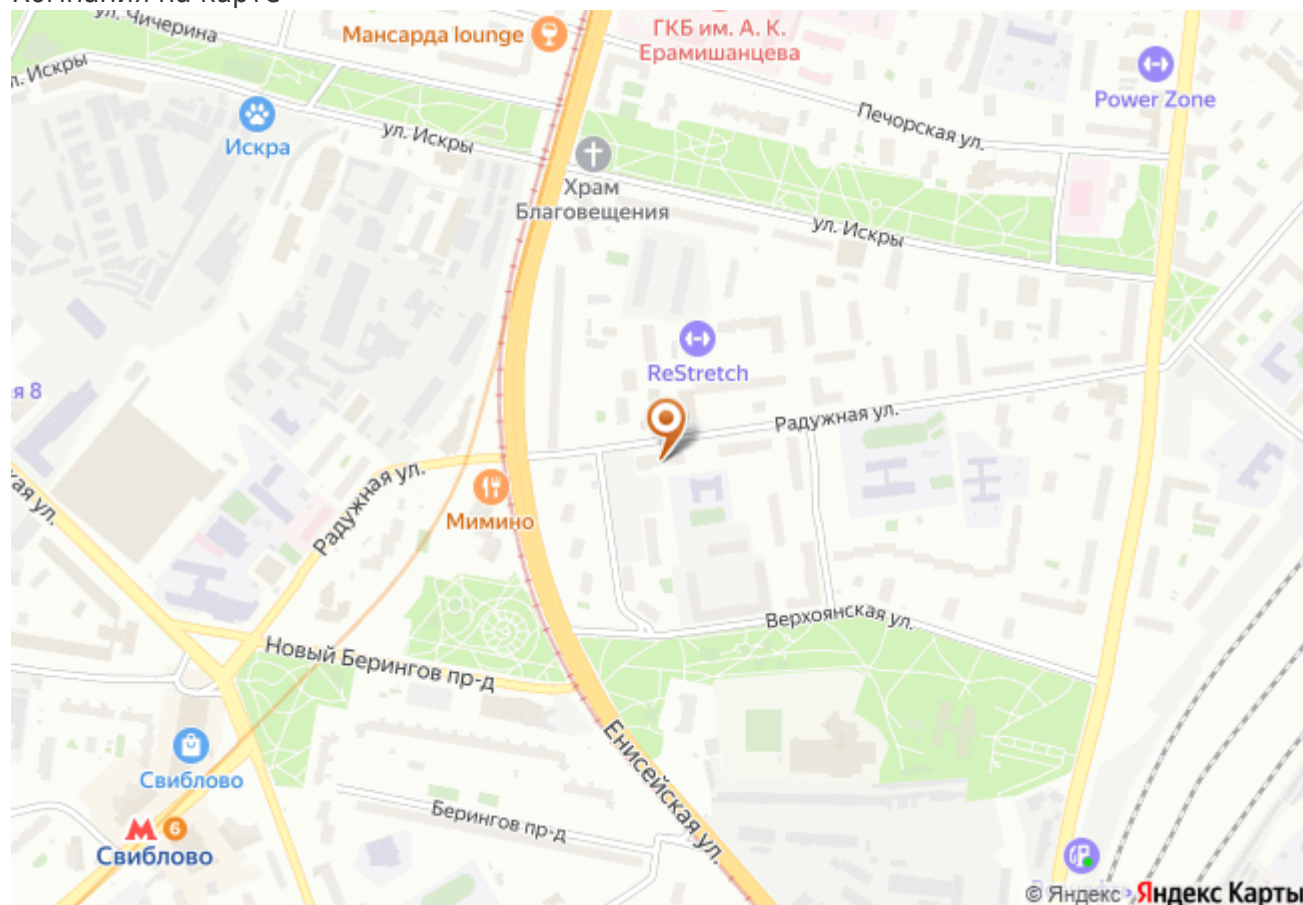 ул. Чичерина
Мансарда lounge
ГКБ им. А. К.
Ерамишанцева
Искры
Power Zone
Искра
ул. Искры
Печорская ул.
Храм
Благовещения
ул. Искры
ReStretch
я 8
Радужная ул.
Радужная ул.
Мимино
ул.
Верхоянская ул.
Новый Берингов пр-д
Енисейская ул.
Свиблово
Берингов пр-д
6
Свиблово
© Яндекс Яндекс Карты